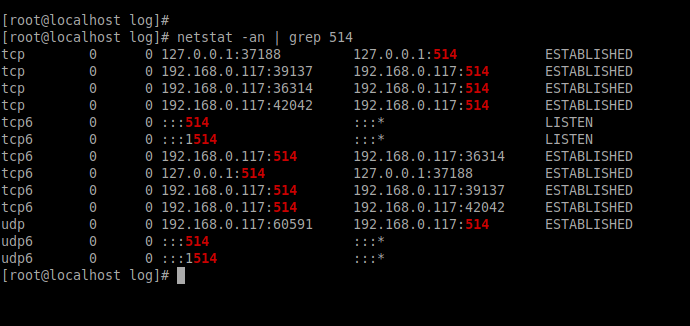 [root@localhost log]#
[root@localhost log]# netstat -an | grep 514
tcp 0 0 127.0.0.1:37188 127.0.0.1:514 ESTABLISHED
tcp 0 0 192.168.0.117:39137 192.168.0.117:514 ESTABLISHED
tcp 0 0 192.168.0.117:36314 192.168.0.117:514 ESTABLISHED
tcp 0 0 192.168.0.117:42042 192.168.0.117:514 ESTABLISHED
tcp6 0 0 :::514 :::* LISTEN
tcp6 0 0 :::1514 :::* LISTEN
tcp6 0 0 192.168.0.117:514 192.168.0.117:36314 ESTABLISHED
tcp6 0 0 127.0.0.1:514 127.0.0.1:37188 ESTABLISHED
tcp6 0 0 192.168.0.117:514 192.168.0.117:39137 ESTABLISHED
tcp6 0 0 192.168.0.117:514 192.168.0.117:42042 ESTABLISHED
udp 0 0 192.168.0.117:60591 192.168.0.117:514 ESTABLISHED
udp6 0 0 :::514 :::*
udp6 0 0 :::1514 :::*
[root@localhost log]#